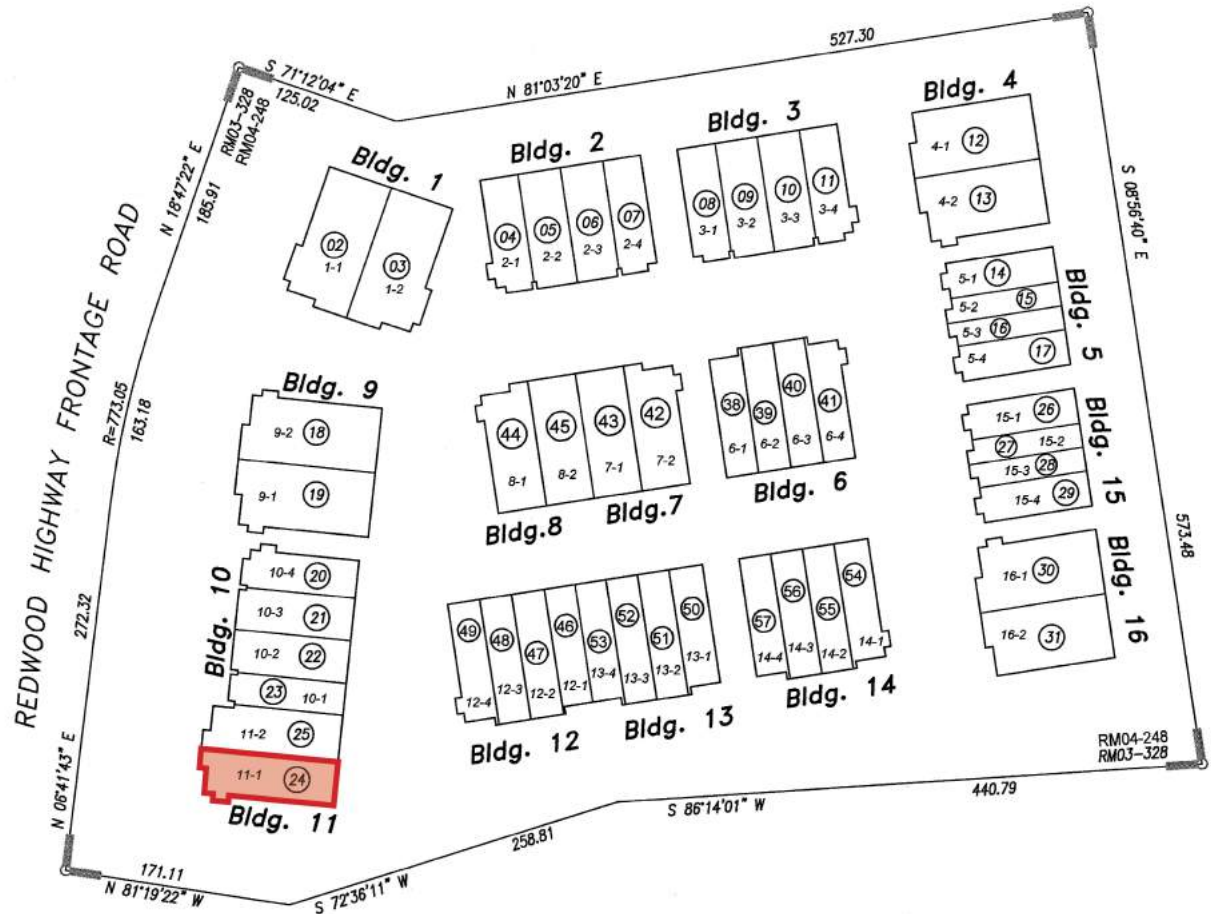 527.30
S 71°12'04" E
125.02
N 81°03'20" E
RM03-328
RM04-248
N 18°47'22" E
185.91
REDWOOD HIGHWAY FRONTAGE ROAD
R=773.05
163.18
272.32
N 06°41'43" E
S 08°56'40" E
573.48
Bldg. 1
02
1-1
03
1-2
Bldg. 2
04
2-1
05
2-2
06
2-3
07
2-4
Bldg. 3
08
3-1
09
3-2
10
3-3
11
3-4
Bldg. 4
4-1 12
4-2 13
Bldg. 5
5-1 14
5-2 15
5-3 16
5-4 17
Bldg. 9
9-2 18
9-1 19
44
8-1
45
8-2
43
7-1
42
7-2
Bldg.8
Bldg.7
38
6-1
39
6-2
40
6-3
41
6-4
Bldg. 6
Bldg. 15
15-1 26
27 15-2
15-3 28
15-4 29
Bldg. 10
10-4 20
10-3 21
10-2 22
23 10-1
11-2 25
11-1 24
Bldg. 11
49
12-4
48
12-3
47
12-2
46
12-1
53
13-4
52
13-3
51
13-2
50
13-1
Bldg. 12
Bldg. 13
57
14-4
56
14-3
55
14-2
54
14-1
Bldg. 14
Bldg. 16
16-1 30
16-2 31
RM04-248
RM03-328
440.79
S 86°14'01" W
258.81
S 72°36'11" W
171.11
N 81°19'22" W